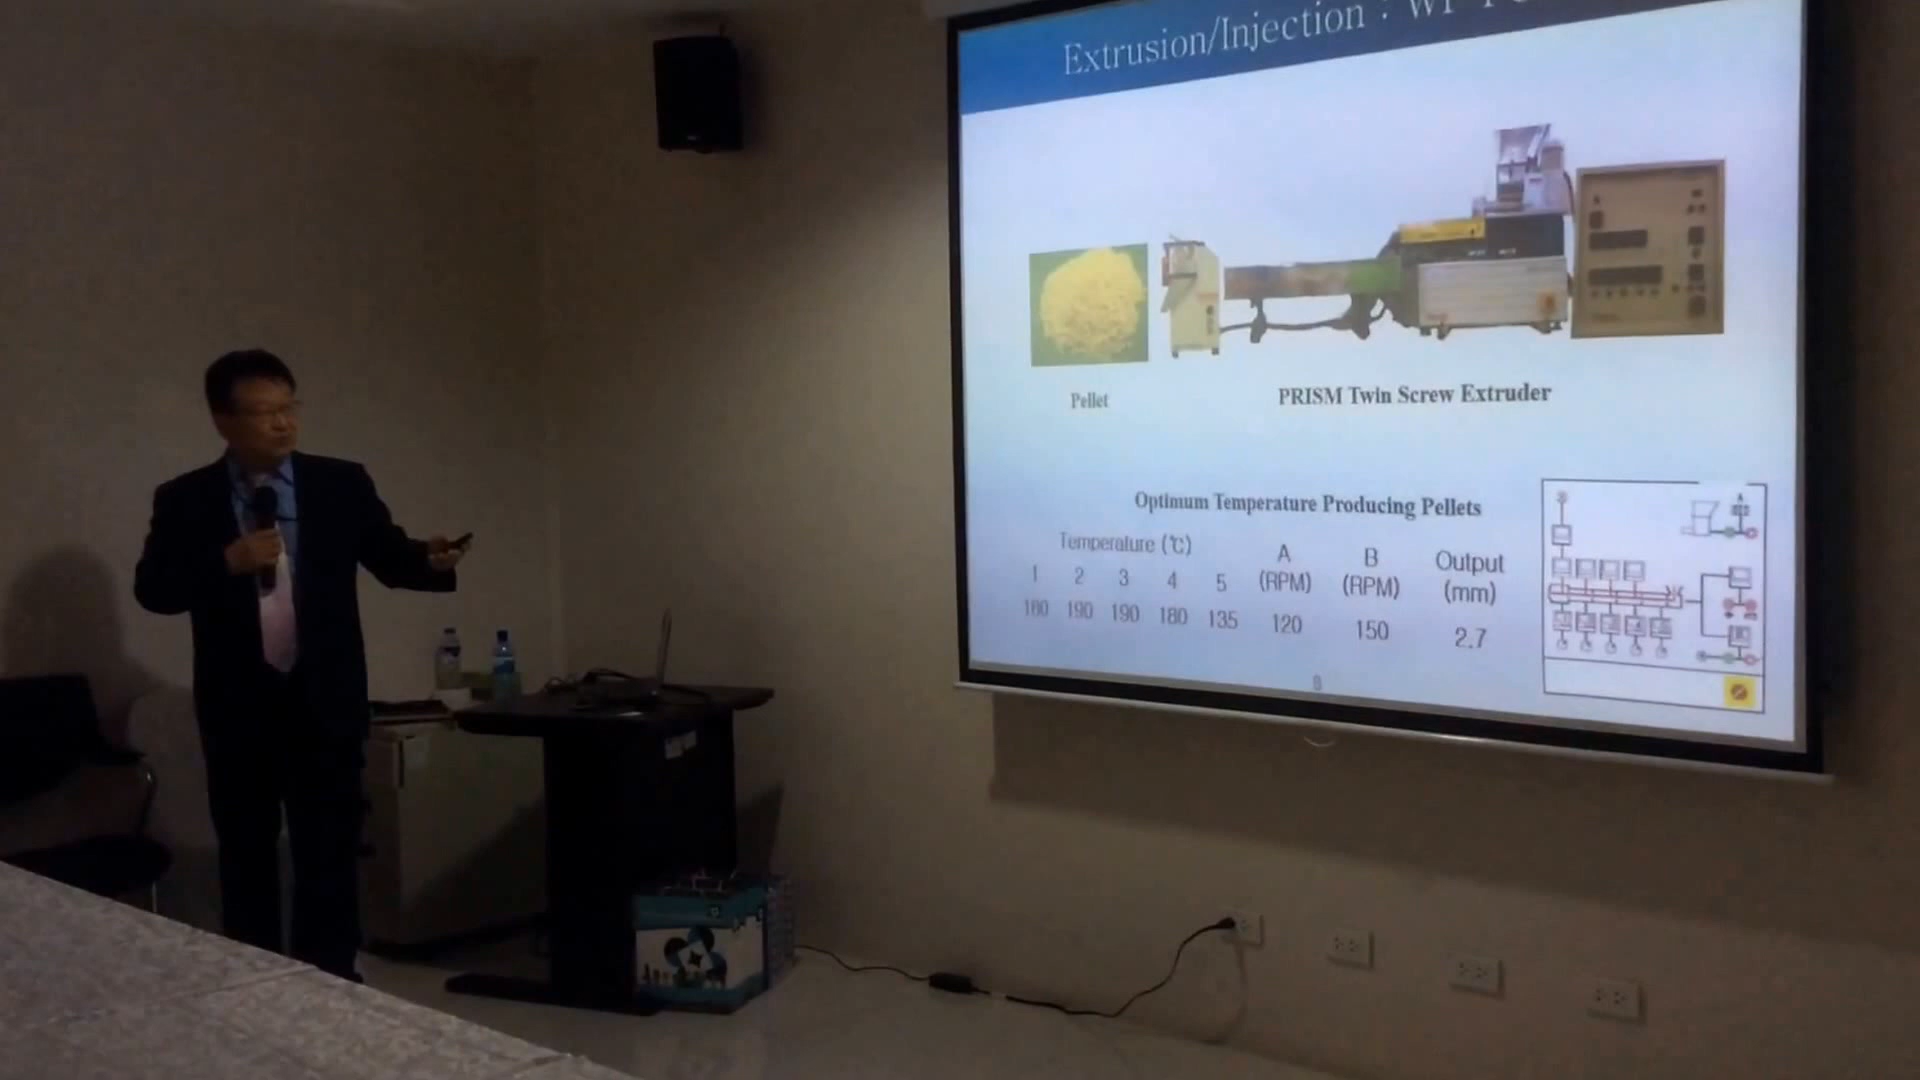 Extrusion/Injection :
Pellet
PRISM Twin Screw Extruder
Optimum Temperature Producing Pellets
Temperature (℃)
A B Output
1 2 3 4 5 (RPM) (RPM) (mm)
180 190 190 180 135 120 150 2.7
8